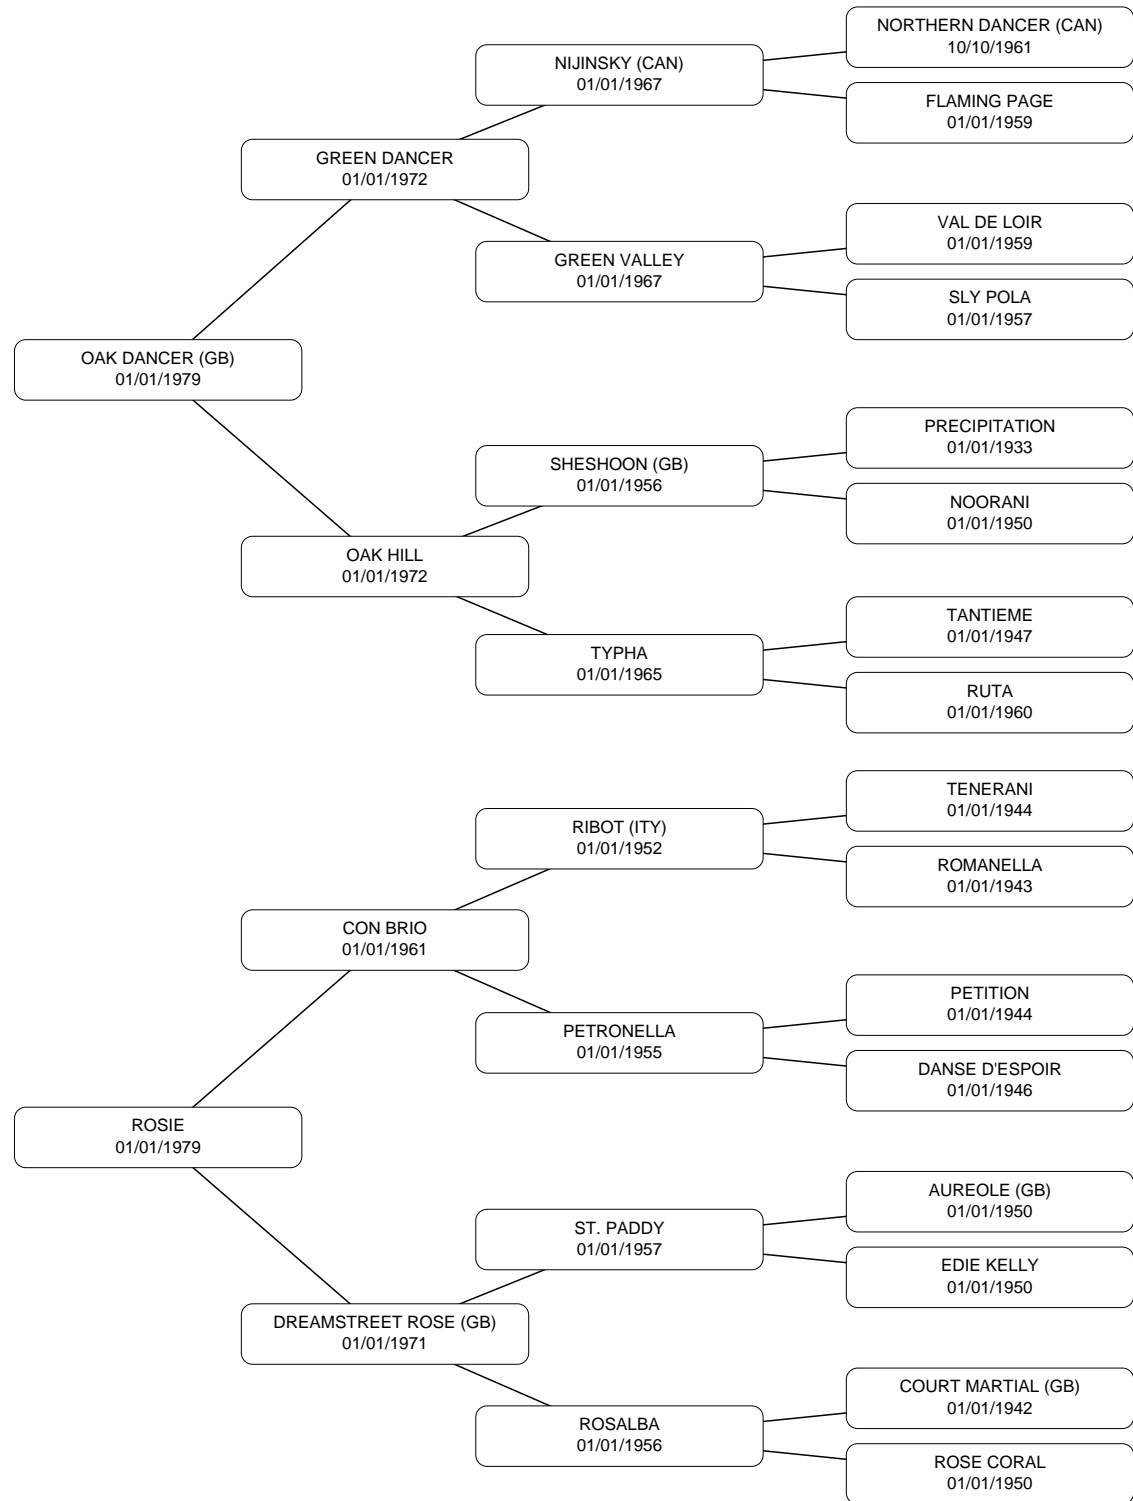 NORTHERN DANCER (CAN)
10/10/1961
NIJINSKY (CAN)
01/01/1967
FLAMING PAGE
01/01/1959
GREEN DANCER
01/01/1972
VAL DE LOIR
01/01/1959
GREEN VALLEY
01/01/1967
SLY POLA
01/01/1957
OAK DANCER (GB)
01/01/1979
PRECIPITATION
01/01/1933
SHESHOON (GB)
01/01/1956
NOORANI
01/01/1950
OAK HILL
01/01/1972
TANTIEME
01/01/1947
TYPHA
01/01/1965
RUTA
01/01/1960
TENERANI
01/01/1944
RIBOT (ITY)
01/01/1952
ROMANELLA
01/01/1943
CON BRIO
01/01/1961
PETITION
01/01/1944
PETRONELLA
01/01/1955
DANSE D'ESPOIR
01/01/1946
ROSIE
01/01/1979
AUREOLE (GB)
01/01/1950
ST. PADDY
01/01/1957
EDIE KELLY
01/01/1950
DREAMSTREET ROSE (GB)
01/01/1971
COURT MARTIAL (GB)
01/01/1942
ROSALBA
01/01/1956
ROSE CORAL
01/01/1950